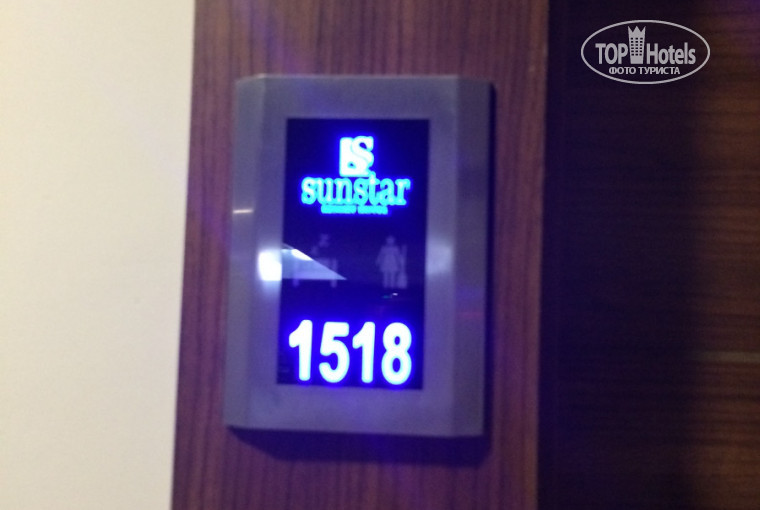 TOP Hotels
ФОТО ТУРИСТА
S
sunstar
1518